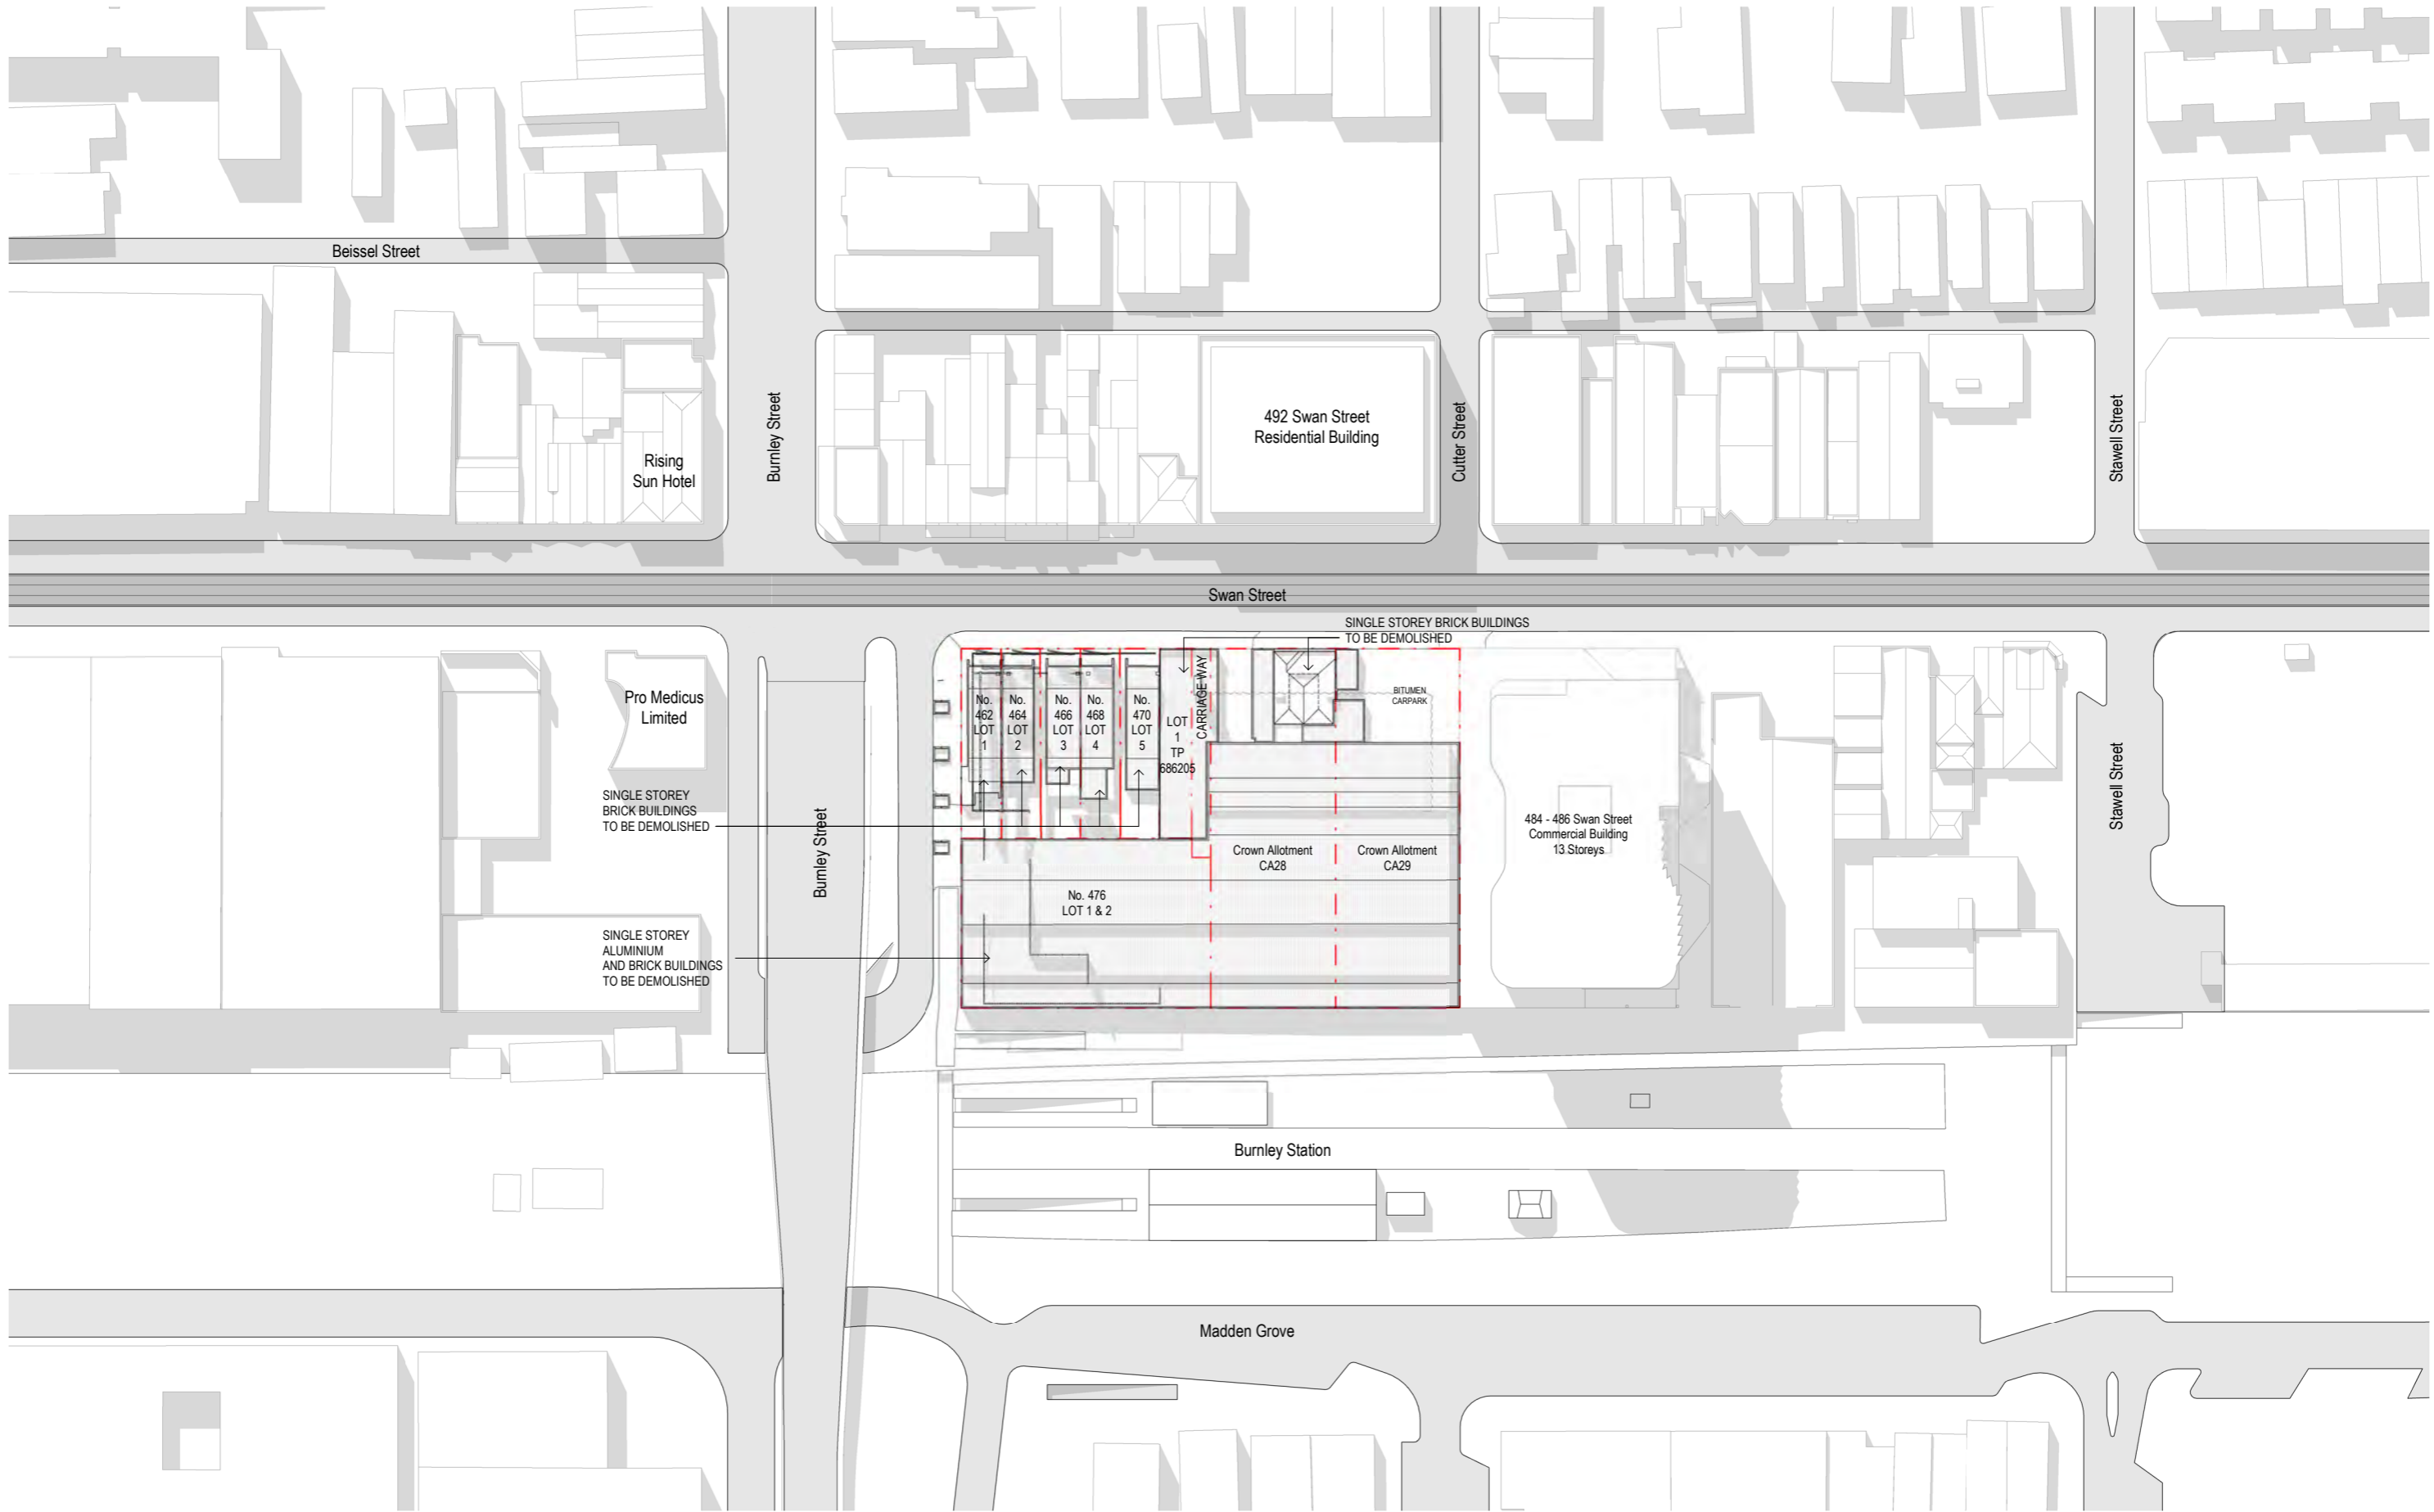 Beissel Street
Burnley Street
Rising
Sun Hotel
492 Swan Street
Residential Building
Cutter Street
Stawell Street
Swan Street
SINGLE STOREY BRICK BUILDINGS
TO BE DEMOLISHED
Pro Medicus
Limited
No.
462
LOT
1
No.
464
LOT
2
No.
466
LOT
3
No.
468
LOT
4
No.
470
LOT
5
LOT
1
TP
686205
CARRIAGE WAY
BITUMEN
CARPARK
SINGLE STOREY
BRICK BUILDINGS
TO BE DEMOLISHED
Burnley Street
484 - 486 Swan Street
Commercial Building
13 Storeys
Stawell Street
Crown Allotment
CA28
Crown Allotment
CA29
No. 476
LOT 1 & 2
SINGLE STOREY
ALUMINIUM
AND BRICK BUILDINGS
TO BE DEMOLISHED
Burnley Station
Madden Grove